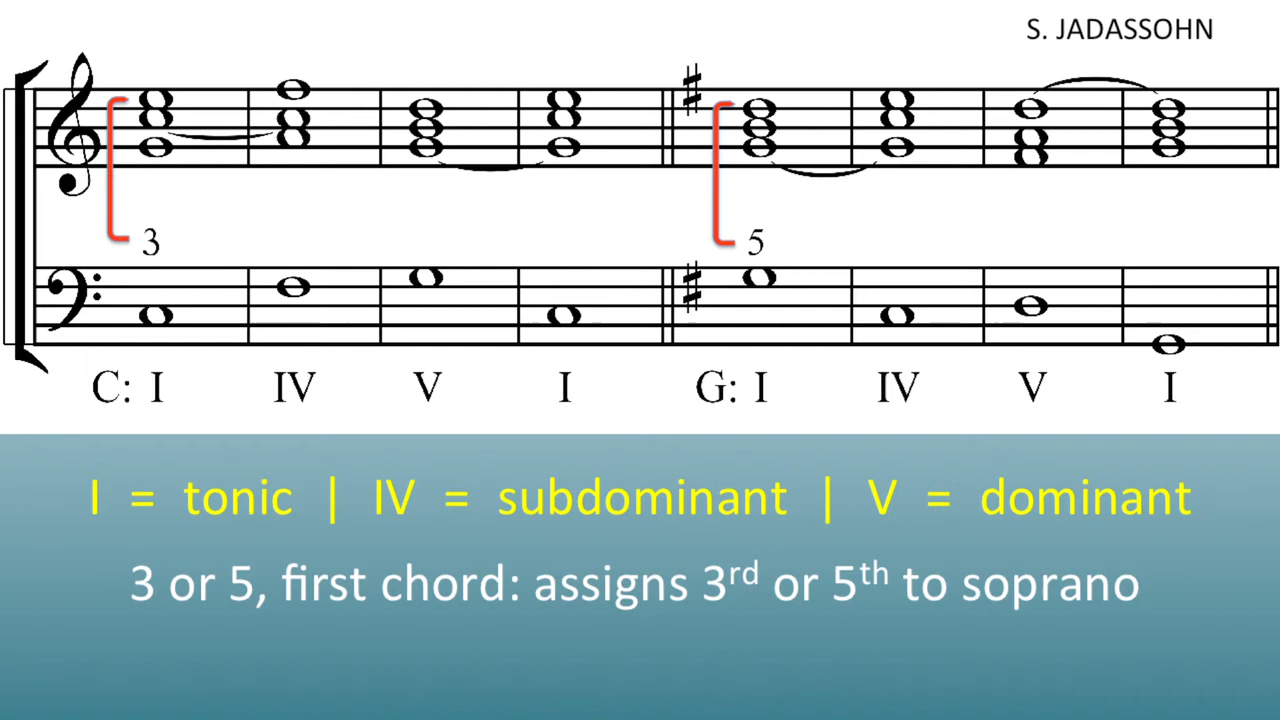 S. JADASSOHN
3 5
C: I IV V I G: I IV V I
I = tonic | IV = subdominant | V = dominant
3 or 5, first chord: assigns 3rd or 5th to soprano